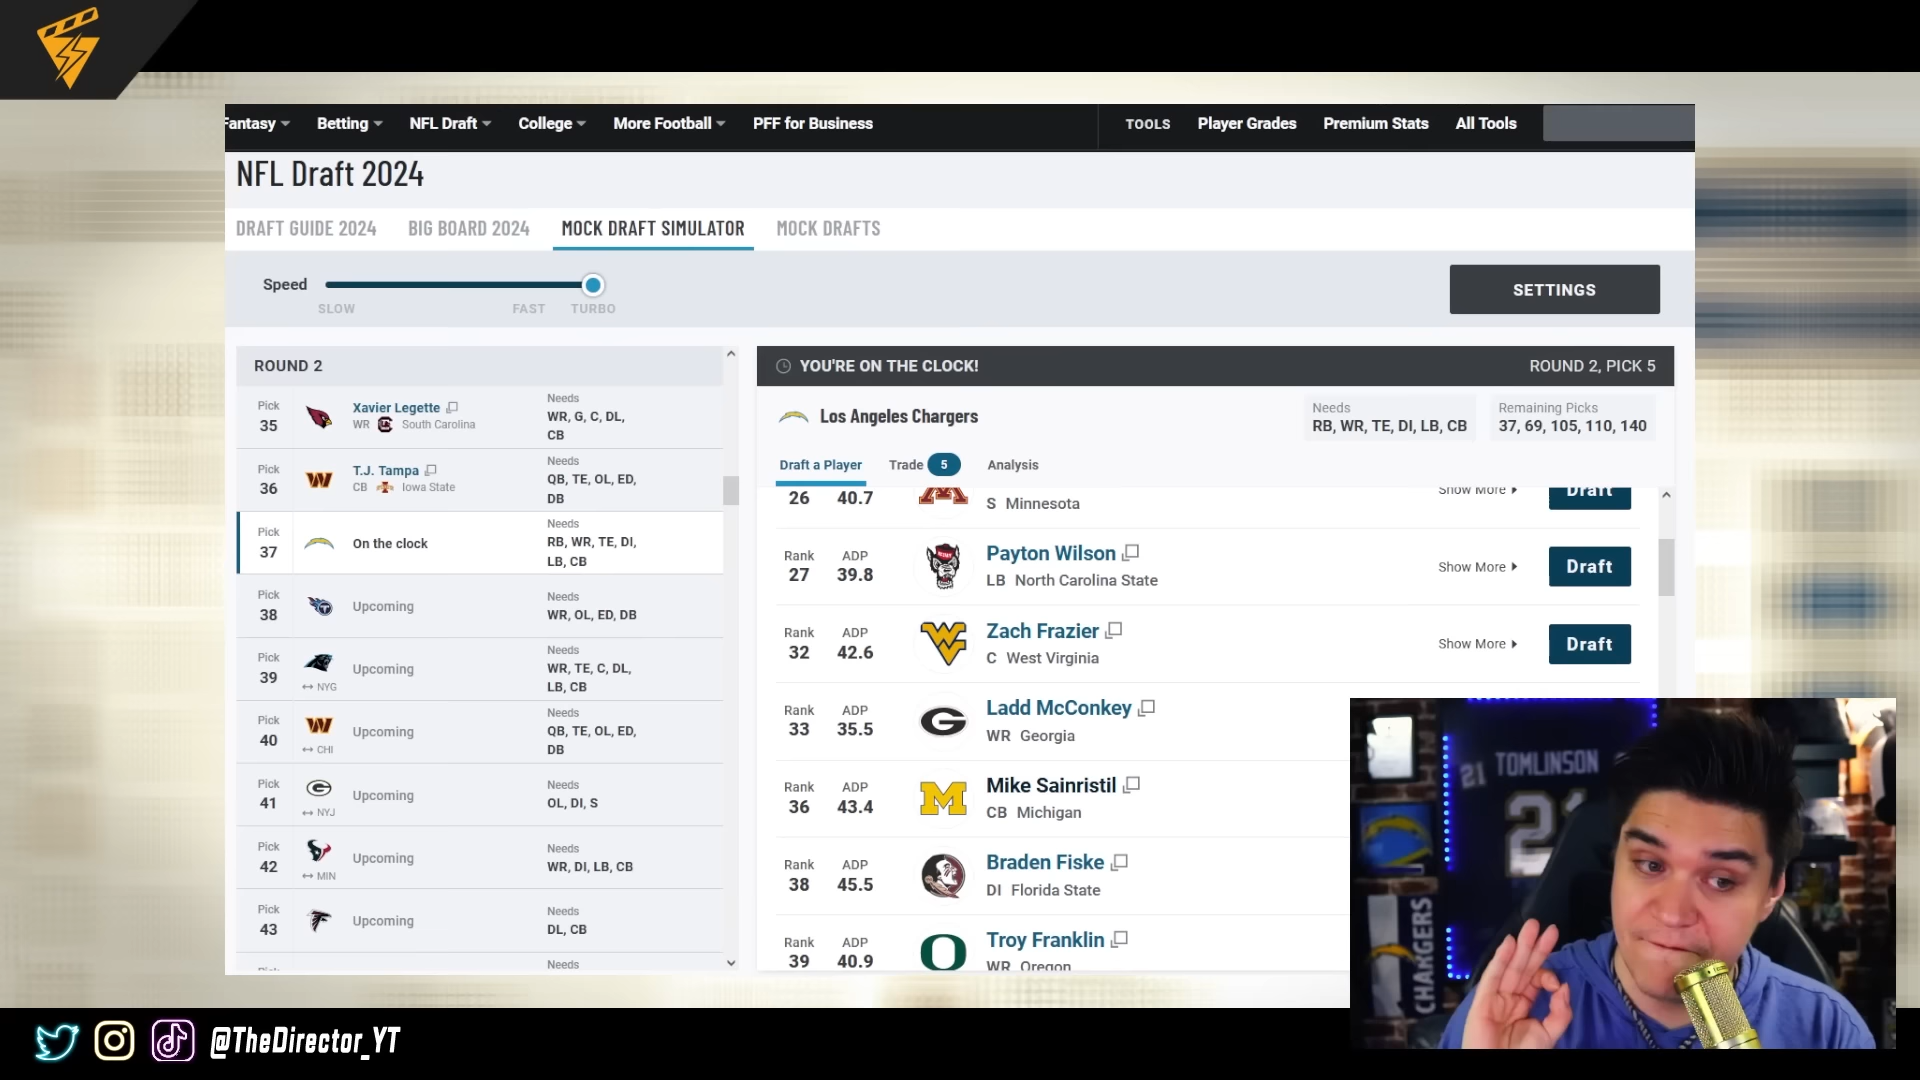 Fantasy
Betting
NFL Draft
College
More Football
PFF for Business
TOOLS
Player Grades
Premium Stats
All Tools
NFL Draft 2024
DRAFT GUIDE 2024
BIG BOARD 2024
MOCK DRAFT SIMULATOR
MOCK DRAFTS
Speed
SLOW
FAST
TURBO
SETTINGS
ROUND 2
Pick
35
Xavier Legette
WR South Carolina
Needs
WR, G, C, DL,
CB
Pick
36
T.J. Tampa
CB Iowa State
Needs
QB, TE, OL, ED,
DB
Pick
37
On the clock
Needs
RB, WR, TE, DI,
LB, CB
Pick
38
Upcoming
Needs
WR, OL, ED, DB
Pick
39
NYG
Upcoming
Needs
WR, TE, C, DL,
LB, CB
Pick
40
CHI
Upcoming
Needs
QB, TE, OL, ED,
DB
Pick
41
NYJ
Upcoming
Needs
OL, DI, S
Pick
42
MIN
Upcoming
Needs
WR, DI, LB, CB
Pick
43
Upcoming
Needs
DL, CB
Needs
YOU'RE ON THE CLOCK!
ROUND 2, PICK 5
Los Angeles Chargers
Needs
RB, WR, TE, DI, LB, CB
Remaining Picks
37, 69, 105, 110, 140
Draft a Player
Trade 5
Analysis
26 40.7
S Minnesota
Show More
Draft
Rank ADP
27 39.8
Payton Wilson
LB North Carolina State
Show More
Draft
Rank ADP
32 42.6
Zach Frazier
C West Virginia
Show More
Draft
Rank ADP
33 35.5
Ladd McConkey
WR Georgia
Rank ADP
36 43.4
Mike Sainristil
CB Michigan
Rank ADP
38 45.5
Braden Fiske
DI Florida State
Rank ADP
39 40.9
Troy Franklin
WR Oregon
21 TOMLINSON
CHARGERS
@TheDirector_YT